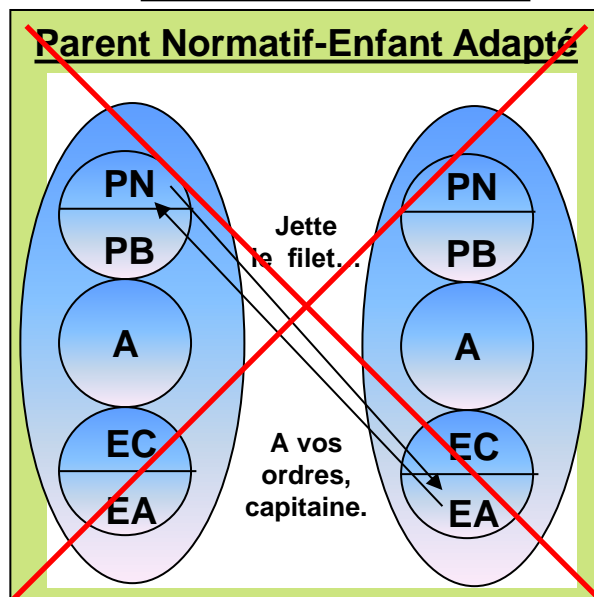 Parent Normatif-Enfant Adapté
PN
PB
A
EC
EA
Jette
le filet…
A vos
ordres,
capitaine.
PN
PB
A
EC
EA